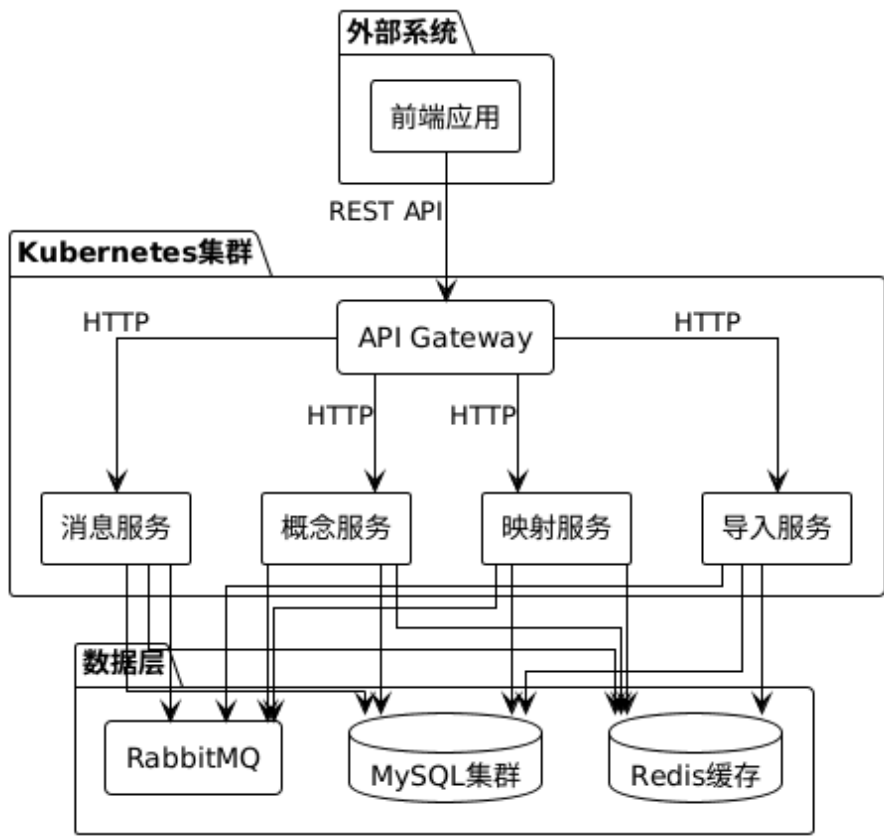 外部系统
前端应用
REST API
Kubernetes集群
HTTP
HTTP
API Gateway
HTTP
HTTP
消息服务
概念服务
映射服务
导入服务
数据层
RabbitMQ
MySQL集群
Redis缓存